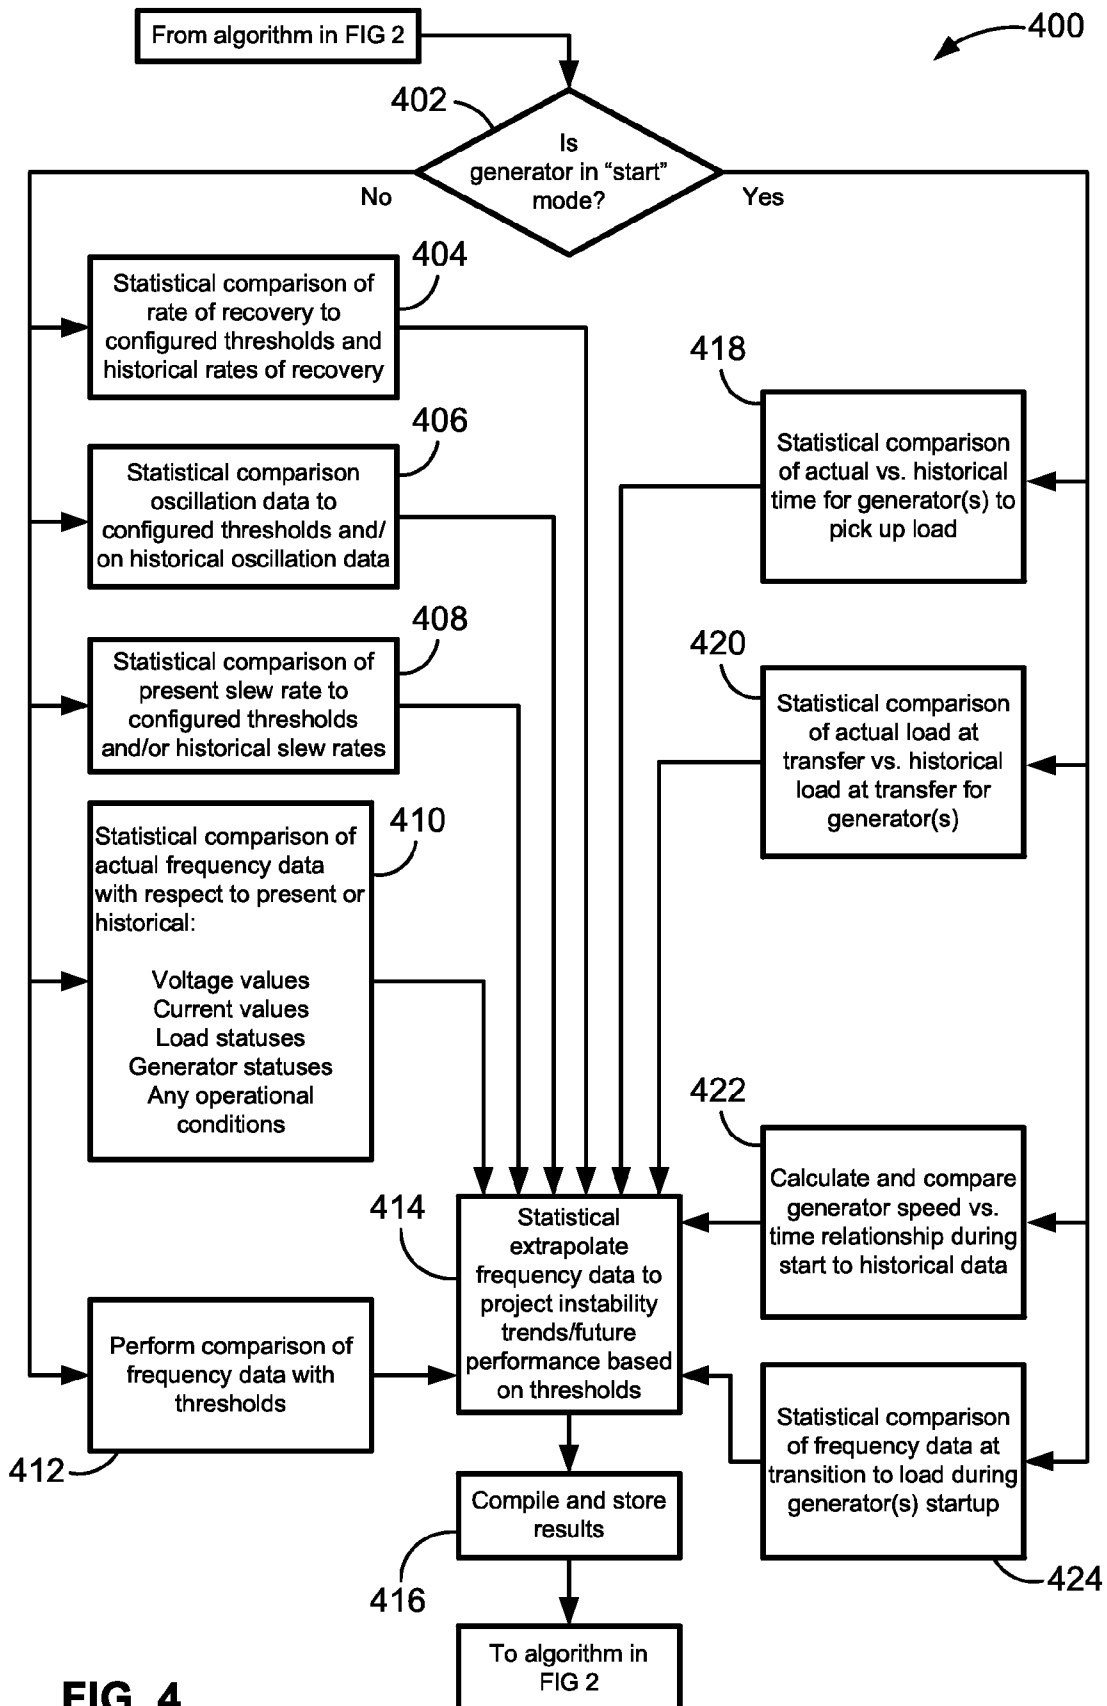 From algorithm in FIG 2
400
402
Is
generator in “start”
mode?
No
Yes
404
Statistical comparison of
rate of recovery to
configured thresholds and
historical rates of recovery
406
Statistical comparison
oscillation data to
configured thresholds and/
on historical oscillation data
408
Statistical comparison of
present slew rate to
configured thresholds
and/or historical slew rates
410
Statistical comparison of
actual frequency data
with respect to present or
historical:
Voltage values
Current values
Load statuses
Generator statuses
Any operational
conditions
Perform comparison of
frequency data with
thresholds
412
418
Statistical comparison
of actual vs. historical
time for generator(s) to
pick up load
420
Statistical comparison
of actual load at
transfer vs. historical
load at transfer for
generator(s)
422
Calculate and compare
generator speed vs.
time relationship during
start to historical data
Statistical comparison
of frequency data at
transition to load during
generator(s) startup
424
414
Statistical
extrapolate
frequency data to
project instability
trends/future
performance based
on thresholds
Compile and store
results
416
To algorithm in
FIG 2
FIG. 4